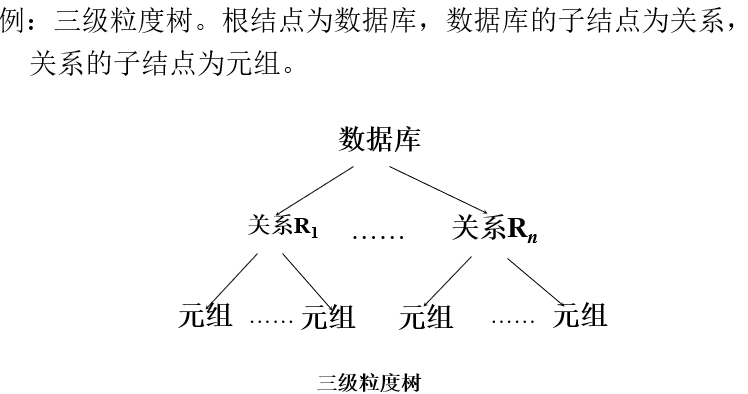 例：三级粒度树。根结点为数据库，数据库的子结点为关系，
关系的子结点为元组。
数据库
关系R1 …… 关系Rn
元组 …… 元组 元组 …… 元组
三级粒度树